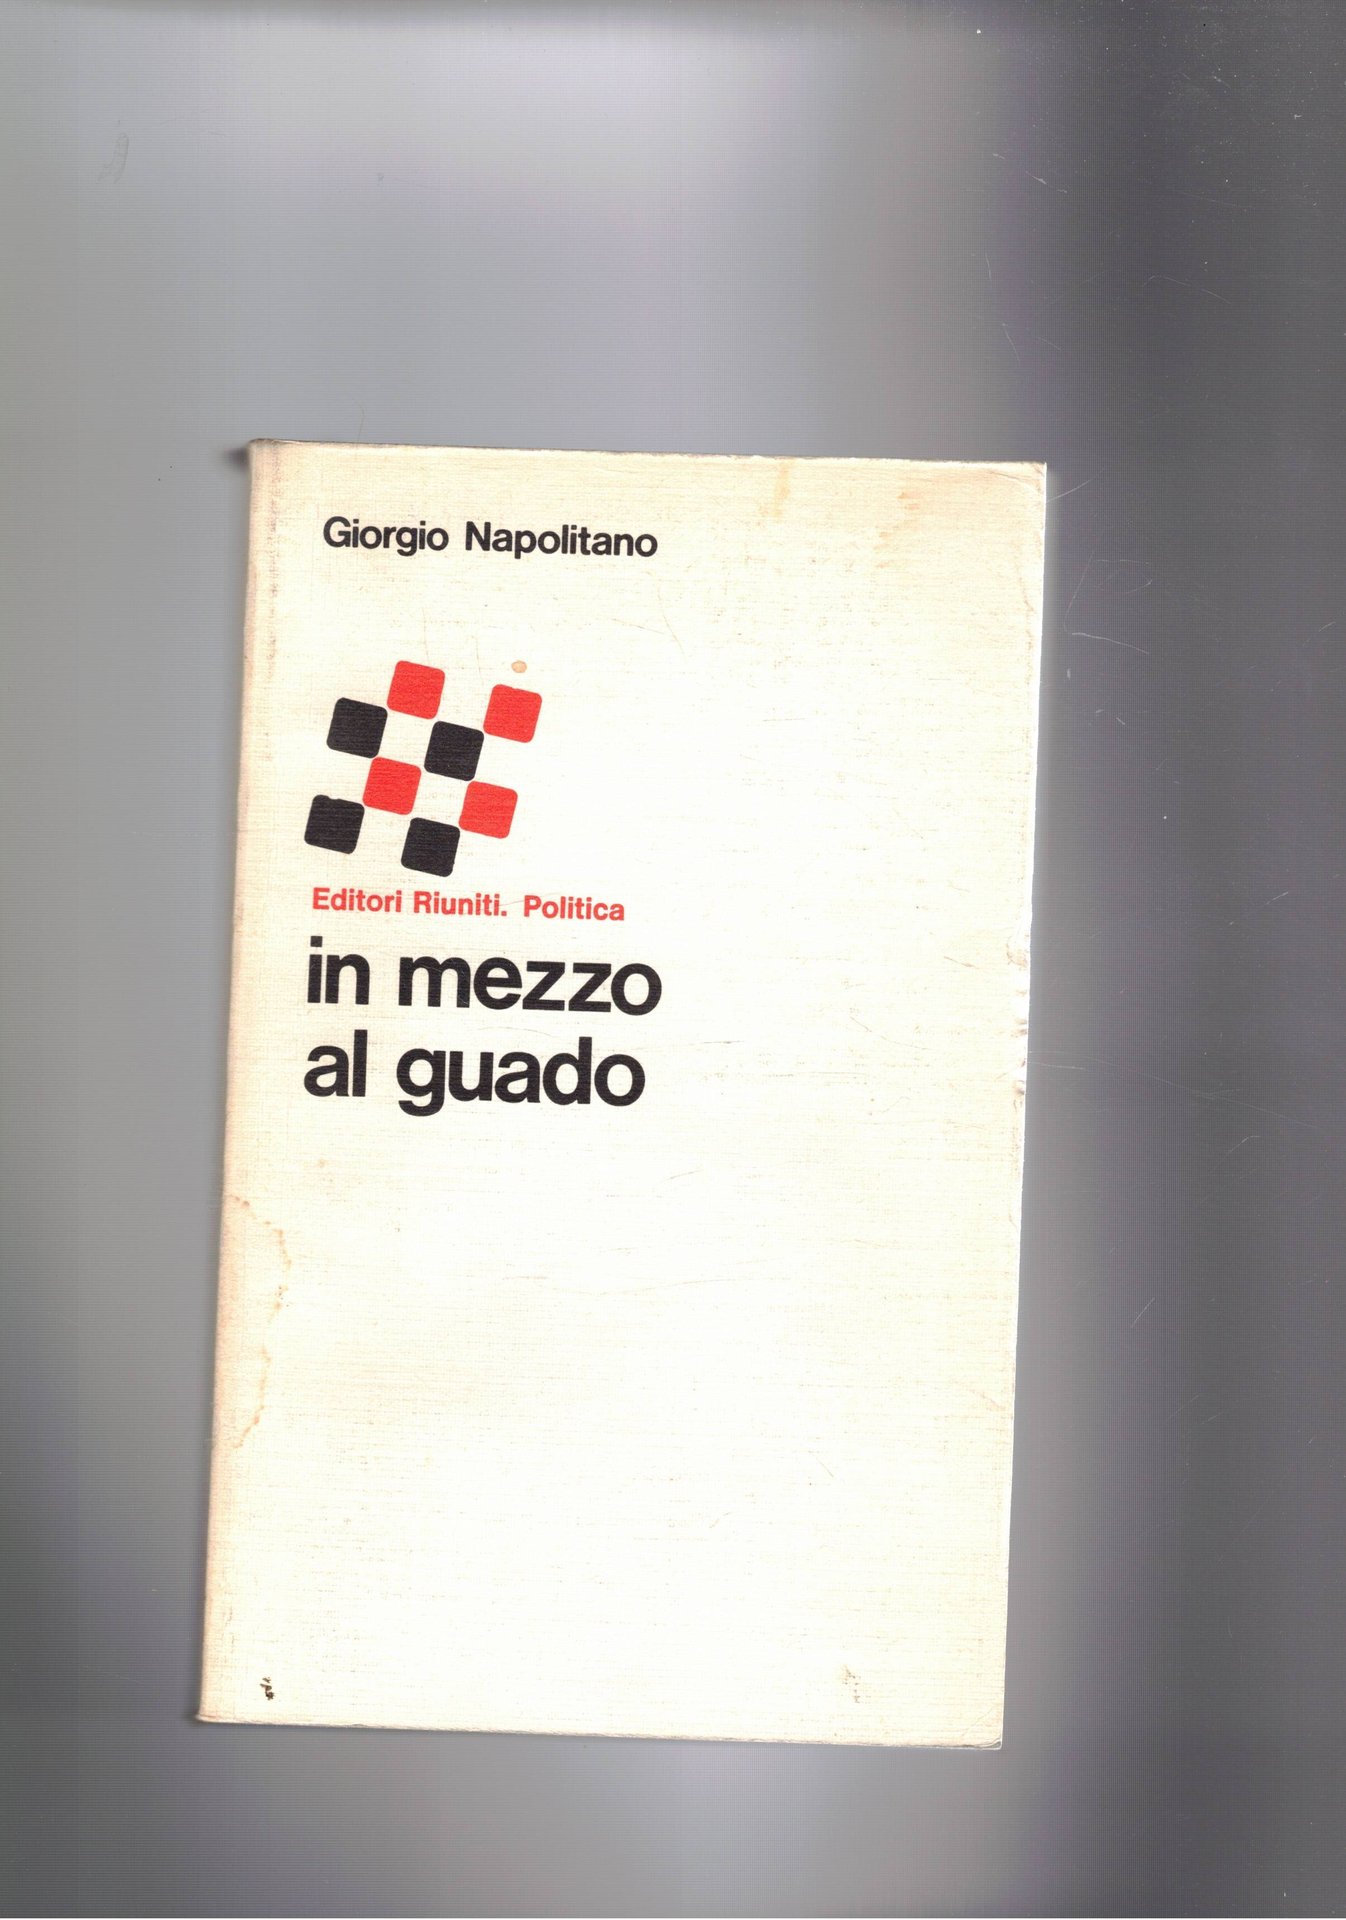 Giorgio Napolitano
Editori Riuniti. Politica
in mezzo
al guado